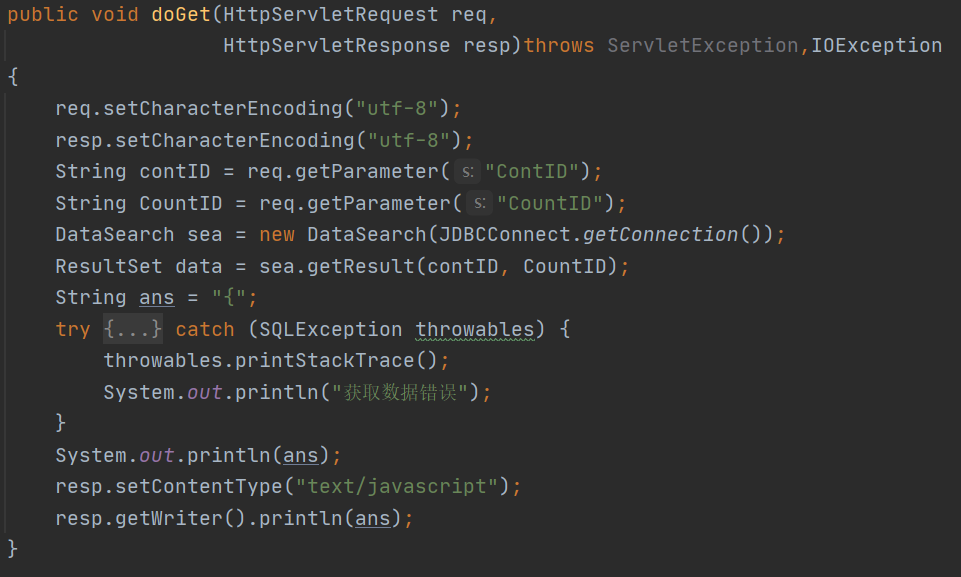 public void doGet(HttpServletRequest req,
HttpServletResponse resp)throws ServletException,IOException
{
req.setCharacterEncoding("utf-8");
resp.setCharacterEncoding("utf-8");
String contID = req.getParameter( s: "ContID");
String CountID = req.getParameter( s: "CountID");
DataSearch sea = new DataSearch(JDBCConnect.getConnection());
ResultSet data = sea.getResult(contID, CountID);
String ans = "{";
try {...} catch (SQLException throwables) {
throwables.printStackTrace();
System.out.println("获取数据错误");
}
System.out.println(ans);
resp.setContentType("text/javascript");
resp.getWriter().println(ans);
}